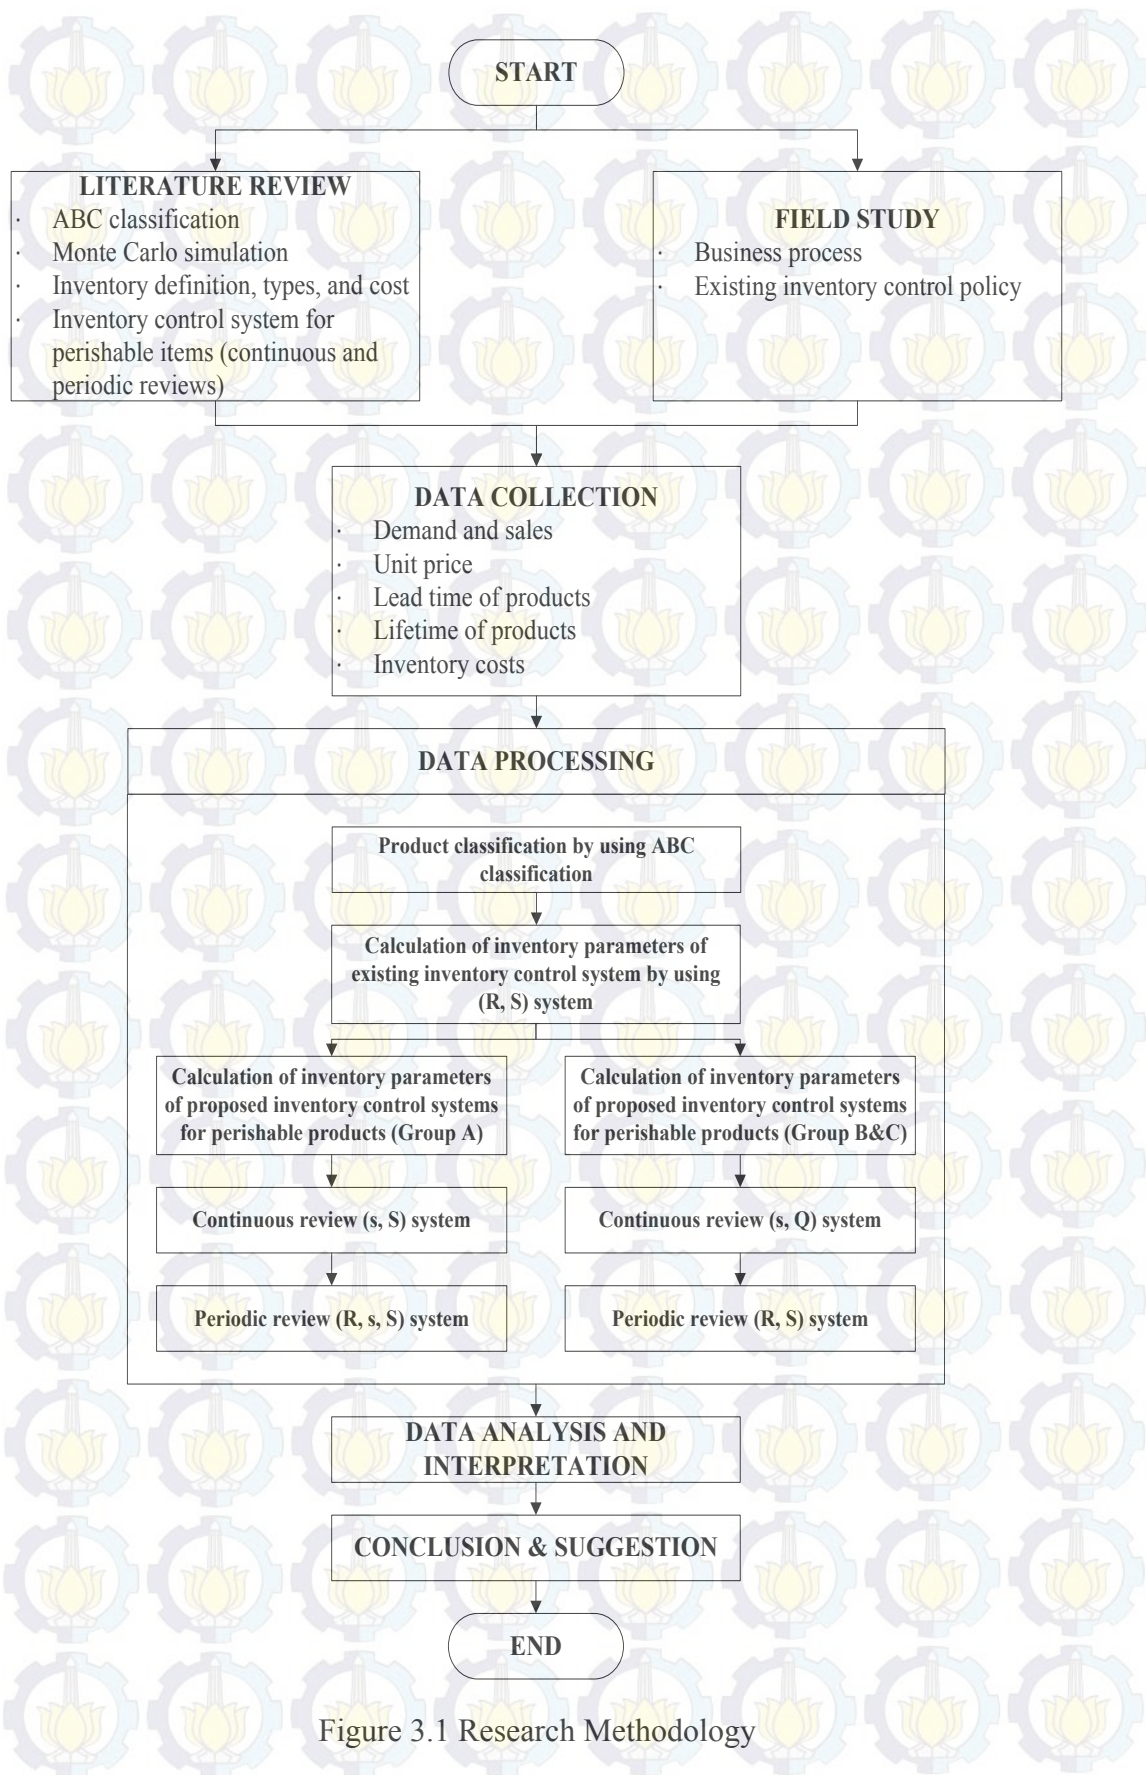 START
LITERATURE REVIEW
· ABC classification
· Monte Carlo simulation
· Inventory definition, types, and cost
· Inventory control system for
perishable items (continuous and
periodic reviews)
FIELD STUDY
· Business process
· Existing inventory control policy
DATA COLLECTION
· Demand and sales
· Unit price
· Lead time of products
· Lifetime of products
· Inventory costs
DATA PROCESSING
Product classification by using ABC
classification
Calculation of inventory parameters of
existing inventory control system by using
(R, S) system
Calculation of inventory parameters
of proposed inventory control systems
for perishable products (Group A)
Continuous review (s, S) system
Periodic review (R, s, S) system
Calculation of inventory parameters
of proposed inventory control systems
for perishable products (Group B&C)
Continuous review (s, Q) system
Periodic review (R, S) system
DATA ANALYSIS AND
INTERPRETATION
CONCLUSION & SUGGESTION
END
Figure 3.1 Research Methodology